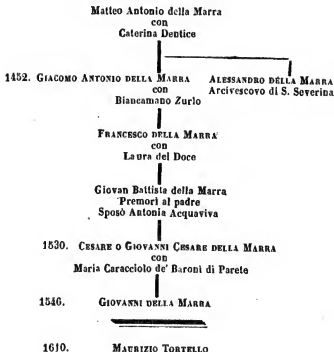 Matteo Antonio della Marra
con
Caterina Dentice
1452. GIACOMO ANTONIO DELLA MARRA
con
Biancamano Zurlo
ALESSANDRO DELLA MARRA
Arcivescovo di S. Severina
FRANCESCO DELLA MARRA
con
Laura del Doce
Giovan Battista della Marra
Premorì al padre
Sposò Antonia Acquaviva
1530. CESARE O GIOVANNI CESARE DELLA MARRA
con
Maria Caracciolo de' Baroni di Parete
1546. GIOVANNI DELLA MARRA
1610. MAURIZIO TORTELLO